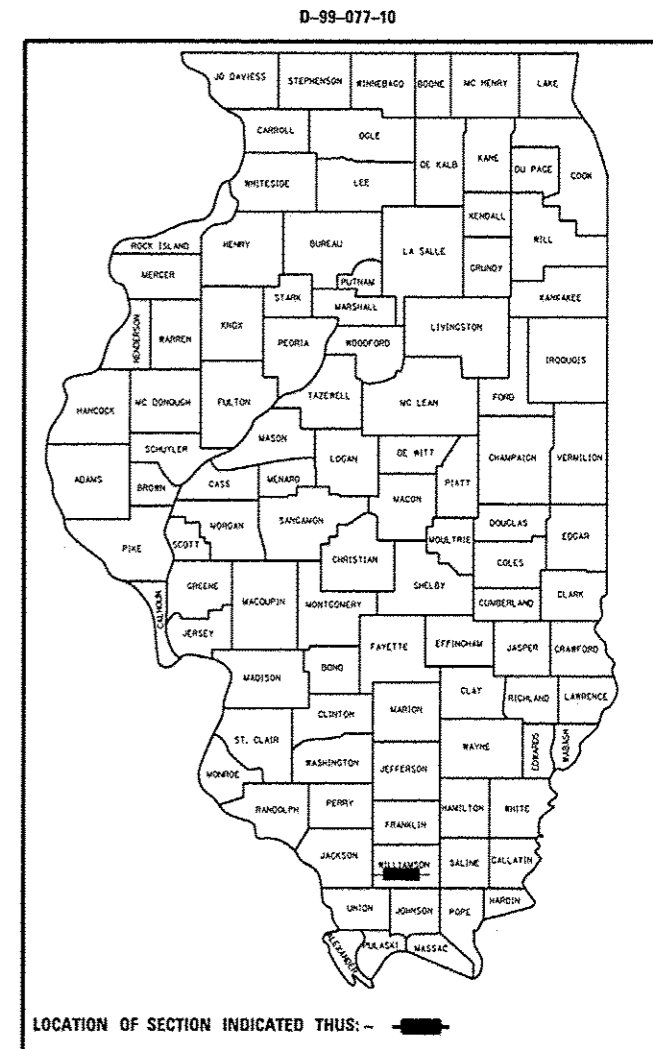 D-99-077-10
JO DAVIESS STEPHENSON WINNEBAGO BOONE MC HENRY LAKE
CARROLL OGLE DE KALB KANE DU PAGE COOK
WHITESIDE LEE
KENDALL WILL
ROCK ISLAND HENRY BUREAU LA SALLE GRUNDY
MERCER PUTNAM KANKAKEE
STARK MARSHALL
HENDERSON WARREN KNOX PEORIA WOODFORD LIVINGSTON IROQUOIS
HANCOCK MC DONOUGH FULTON TAZEWELL MC LEAN FORD
SCHUYLER MASON LOGAN DE WITT CHAMPAIGN VERMILION
ADAMS BROWN CASS MENARD MACON PIATT
PIKE SCOTT MORGAN SANGAMON CHRISTIAN MOULTRIE DOUGLAS EDGAR
COLES
CALHOUN GREENE MACOUPIN MONTGOMERY SHELBY CUMBERLAND CLARK
JERSEY FAYETTE EFFINGHAM JASPER CRAWFORD
MADISON BOND CLAY RICHLAND LAWRENCE
CLINTON MARION
ST. CLAIR WASHINGTON JEFFERSON WAYNE EDWARDS WABASH
MONROE
RANDOLPH PERRY FRANKLIN HAMILTON WHITE
JACKSON WILLIAMSON SALINE GALLATIN
UNION JOHNSON POPE HARDIN
ALEXANDER PULASKI MASSAC
LOCATION OF SECTION INDICATED THUS: -